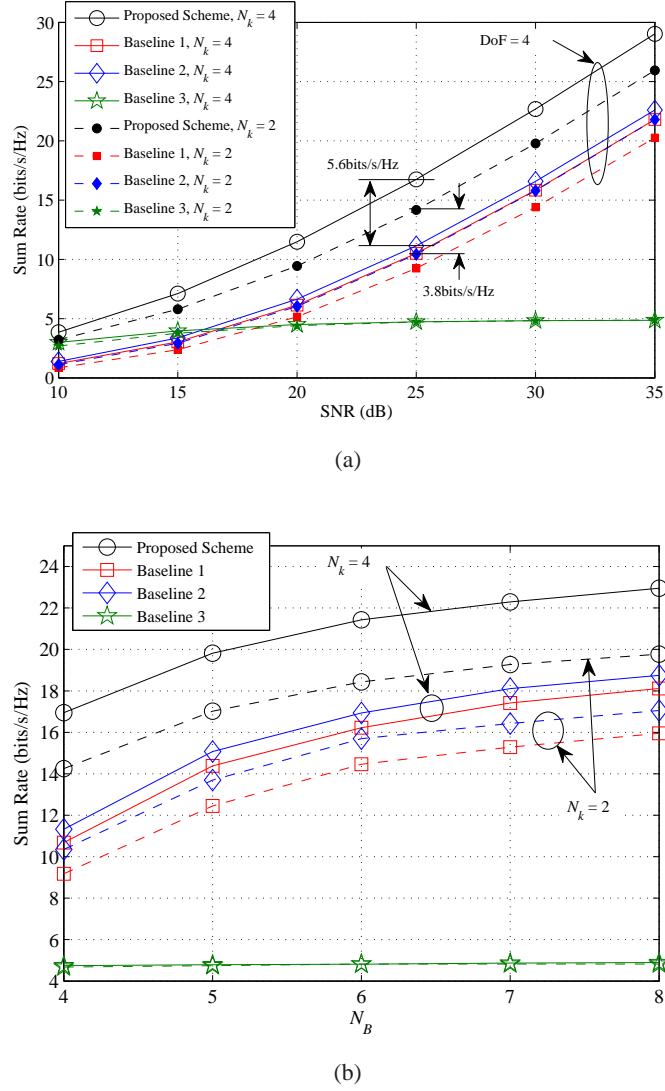 30
25
20
15
10
5
0
Sum Rate (bits/s/Hz)
Proposed Scheme, N_k = 4
Baseline 1, N_k = 4
Baseline 2, N_k = 4
Baseline 3, N_k = 4
Proposed Scheme, N_k = 2
Baseline 1, N_k = 2
Baseline 2, N_k = 2
Baseline 3, N_k = 2
DoF = 4
5.6bits/s/Hz
3.8bits/s/Hz
10 15 20 25 30 35
SNR (dB)
(a)
24
22
20
18
16
14
12
10
8
6
4
Sum Rate (bits/s/Hz)
Proposed Scheme
Baseline 1
Baseline 2
Baseline 3
N_k = 4
N_k = 2
4 5 6 7 8
N_B
(b)